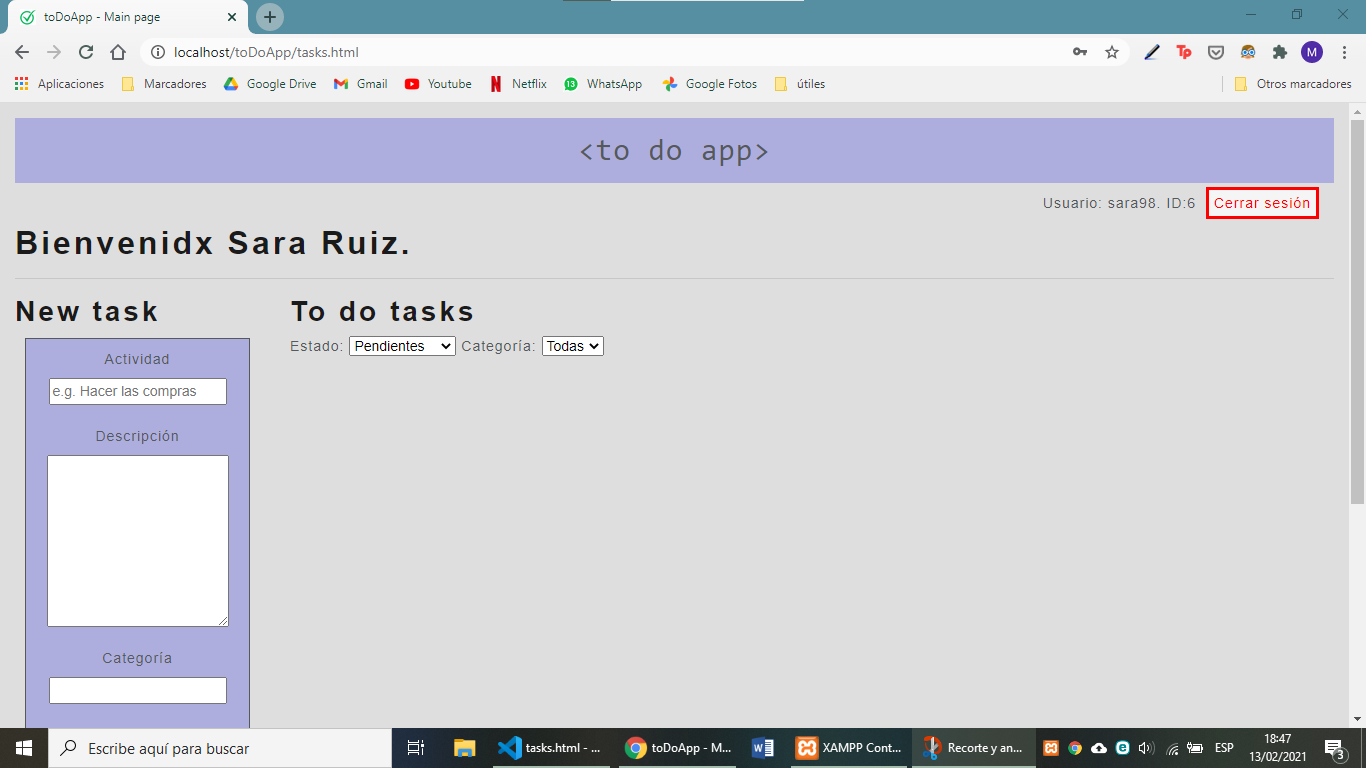 toDoApp - Main page
localhost/toDoApp/tasks.html
M
Aplicaciones Marcadores Google Drive Gmail Youtube Netflix 13 WhatsApp Google Fotos útiles Otros marcadores
<to do app>
Usuario: sara98. ID:6 Cerrar sesión
Bienvenidx Sara Ruiz.
New task
To do tasks
Estado: Pendientes Categoría: Todas
Actividad
e.g. Hacer las compras
Descripción
Categoría
Escribe aquí para buscar
tasks.html - ...
toDoApp - M...
XAMPP Cont...
Recorte y an...
ESP
18:47
13/02/2021
3